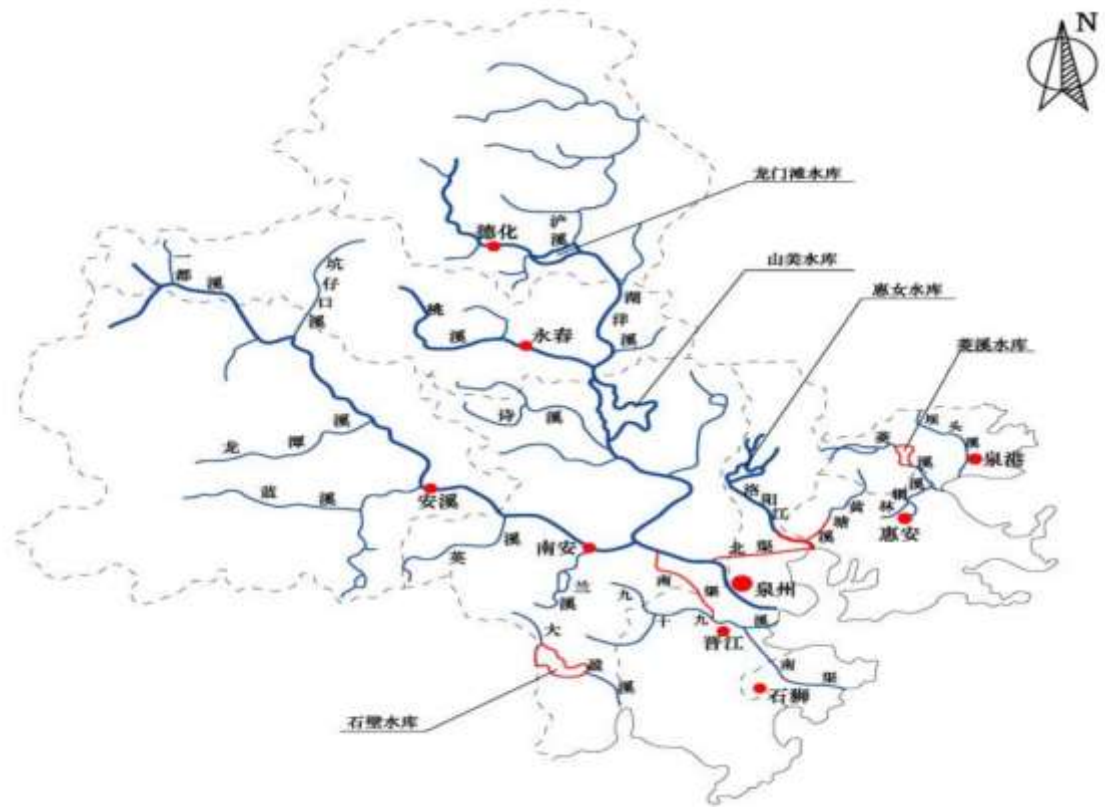 N
龙门滩水库
德化
浐溪
山美水库
一都溪
坑仔口溪
湖洋溪
惠女水库
桃溪
永春
菱溪水库
诗溪
坝头溪
泉港
菱溪
龙潭溪
蓝溪
安溪
洛阳江
黄塘溪
林辋溪
惠安
英溪
南安
北渠
泉州
兰溪
南渠
九十九溪
晋江
大盈溪
南渠
石狮
石壁水库